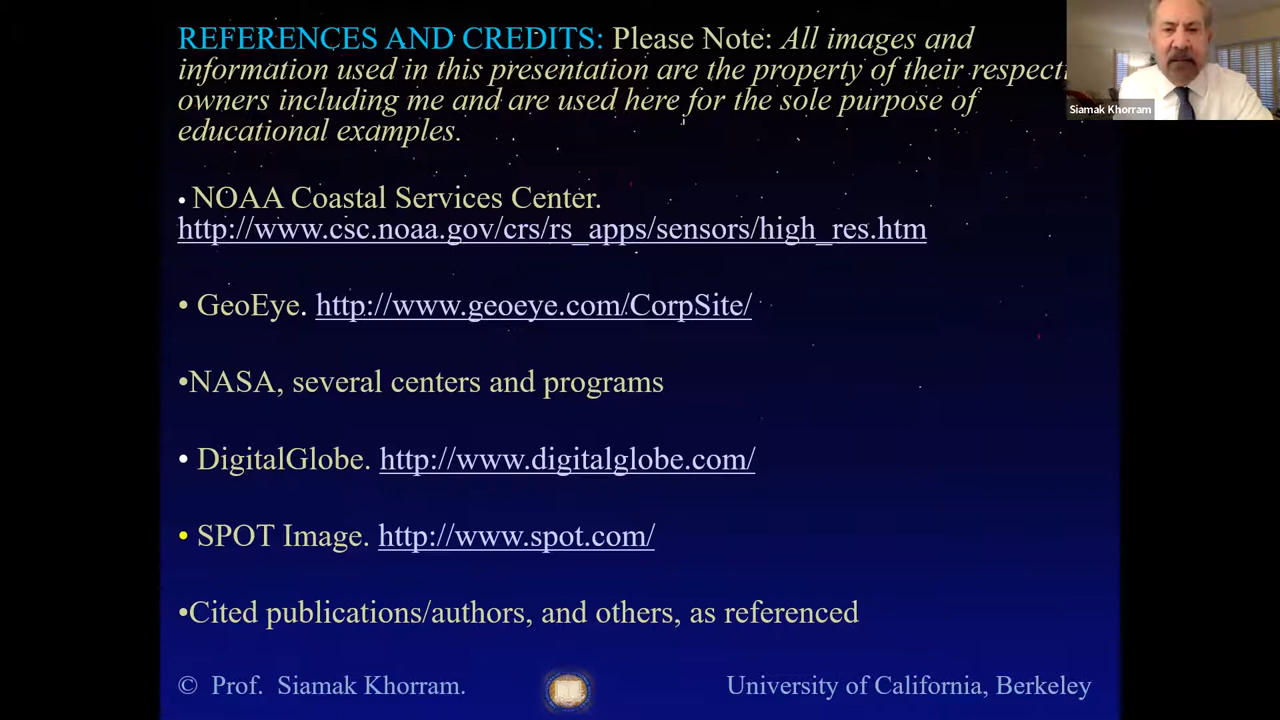 REFERENCES AND CREDITS: Please Note: All images and
information used in this presentation are the property of their
owners including me and are used here for the sole purpose of
educational examples.
Siamak Khorram
• NOAA Coastal Services Center.
http://www.csc.noaa.gov/crs/rs_apps/sensors/high_res.htm
• GeoEye. http://www.geoeye.com/CorpSite/
•NASA, several centers and programs
• DigitalGlobe. http://www.digitalglobe.com/
• SPOT Image. http://www.spot.com/
•Cited publications/authors, and others, as referenced
© Prof. Siamak Khorram.
University of California, Berkeley